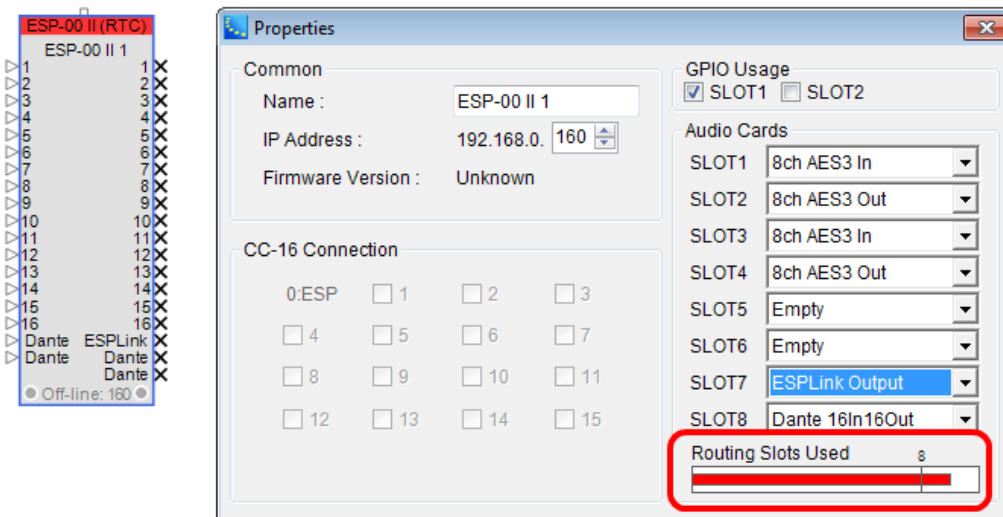 ESP-00 II (RTC)
ESP-00 II 1
1 1
2 2
3 3
4 4
5 5
6 6
7 7
8 8
9 9
10 10
11 11
12 12
13 13
14 14
15 15
16 16
Dante ESPLink
Dante Dante
Dante
Off-line: 160
Properties
Common
Name : ESP-00 II 1
IP Address : 192.168.0. 160
Firmware Version : Unknown
CC-16 Connection
0:ESP 1 2 3
4 5 6 7
8 9 10 11
12 13 14 15
GPIO Usage
SLOT1 SLOT2
Audio Cards
SLOT1 8ch AES3 In
SLOT2 8ch AES3 Out
SLOT3 8ch AES3 In
SLOT4 8ch AES3 Out
SLOT5 Empty
SLOT6 Empty
SLOT7 ESPLink Output
SLOT8 Dante 16In16Out
Routing Slots Used 8